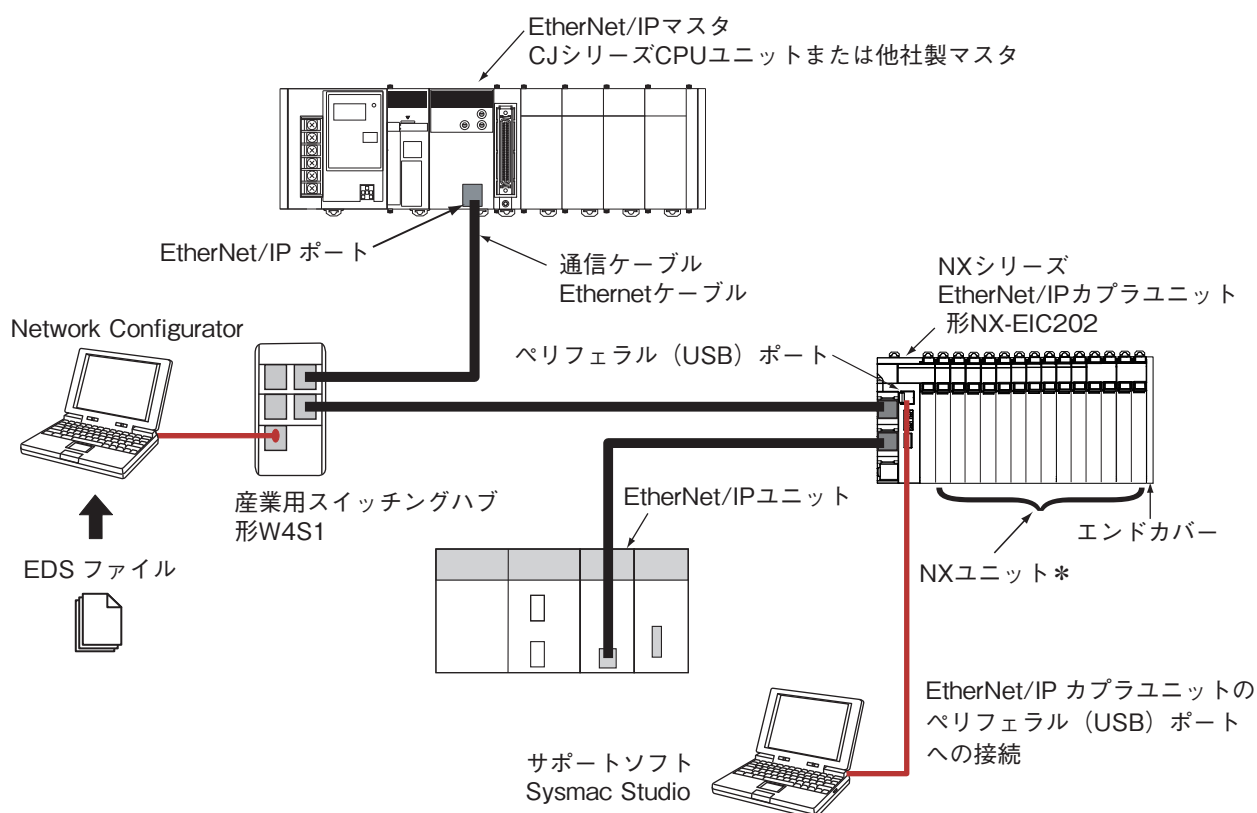 EtherNet/IPマスタ
CJシリーズCPUユニットまたは他社製マスタ
EtherNet/IP ポート
通信ケーブル
Ethernetケーブル
NXシリーズ
EtherNet/IPカプラユニット
形NX-EIC202
Network Configurator
ペリフェラル（USB）ポート
産業用スイッチングハブ
形W4S1
EtherNet/IPユニット
エンドカバー
NXユニット＊
EDS ファイル
EtherNet/IP カプラユニットの
ペリフェラル（USB）ポート
への接続
サポートソフト
Sysmac Studio